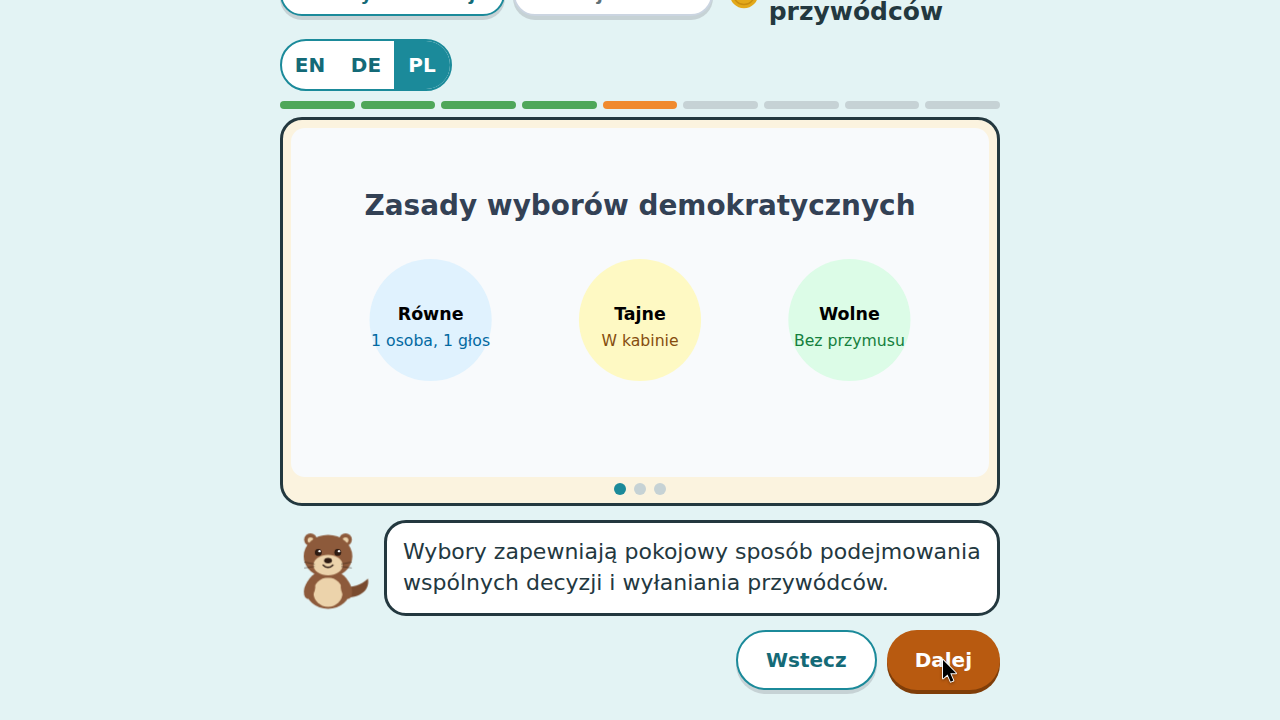 przywódców
EN DE PL
Zasady wyborów demokratycznych
Równe
1 osoba, 1 głos
Tajne
W kabinie
Wolne
Bez przymusu
Wybory zapewniają pokojowy sposób podejmowania
wspólnych decyzji i wyłaniania przywódców.
Wstecz
Dalej